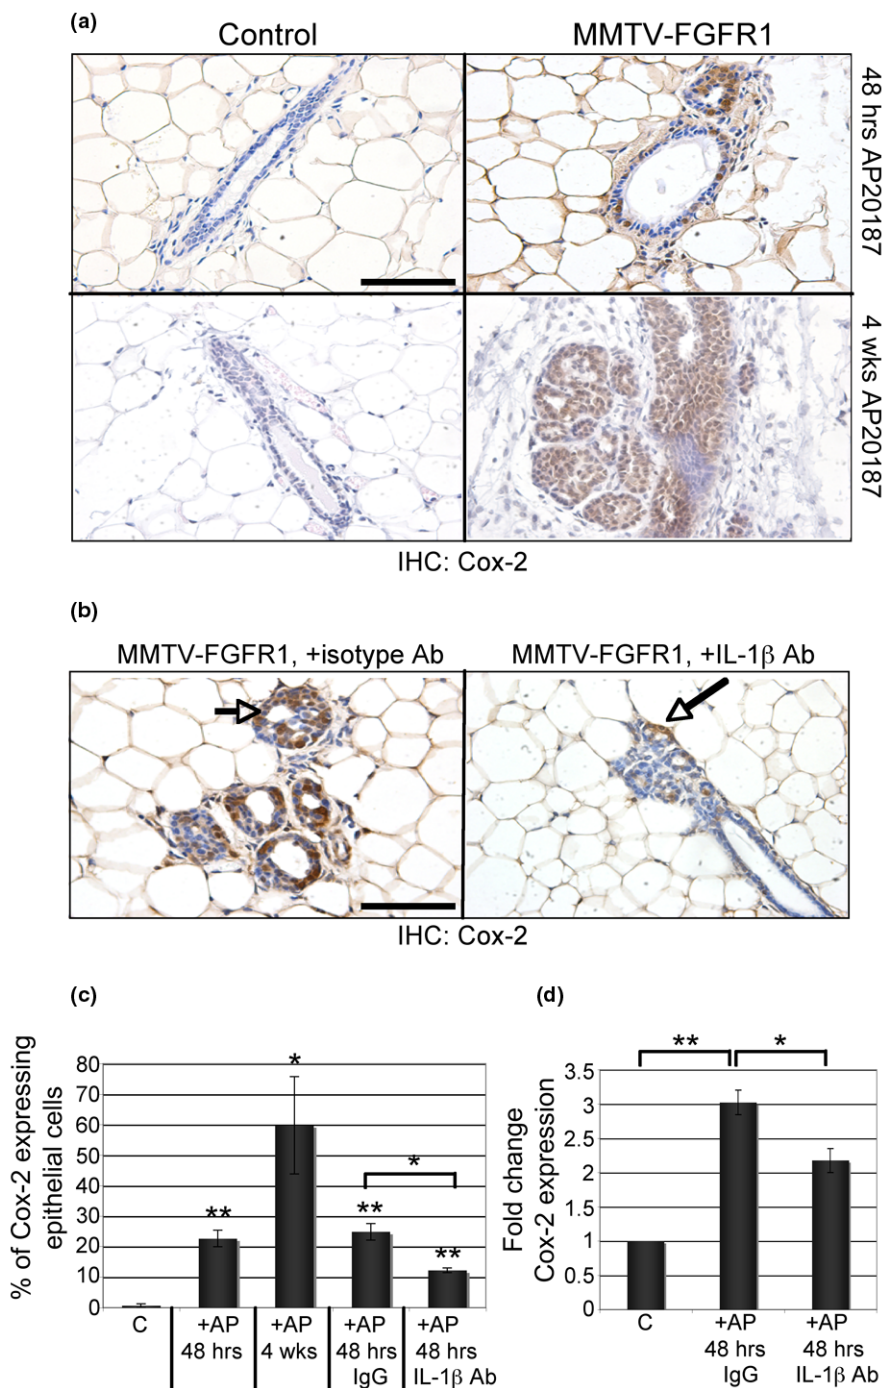 (a)
Control
MMTV-FGFR1
48 hrs AP20187
4 wks AP20187
IHC: Cox-2
(b)
MMTV-FGFR1, +isotype Ab
MMTV-FGFR1, +IL-1β Ab
IHC: Cox-2
(c)
% of Cox-2 expressing
epithelial cells
80
70
60
50
40
30
20
10
0
**
*
**
*
**
C
+AP
48 hrs
+AP
4 wks
+AP
48 hrs
IgG
+AP
48 hrs
IL-1β Ab
(d)
Fold change
Cox-2 expression
3.5
3
2.5
2
1.5
1
0.5
0
**
*
C
+AP
48 hrs
IgG
+AP
48 hrs
IL-1β Ab